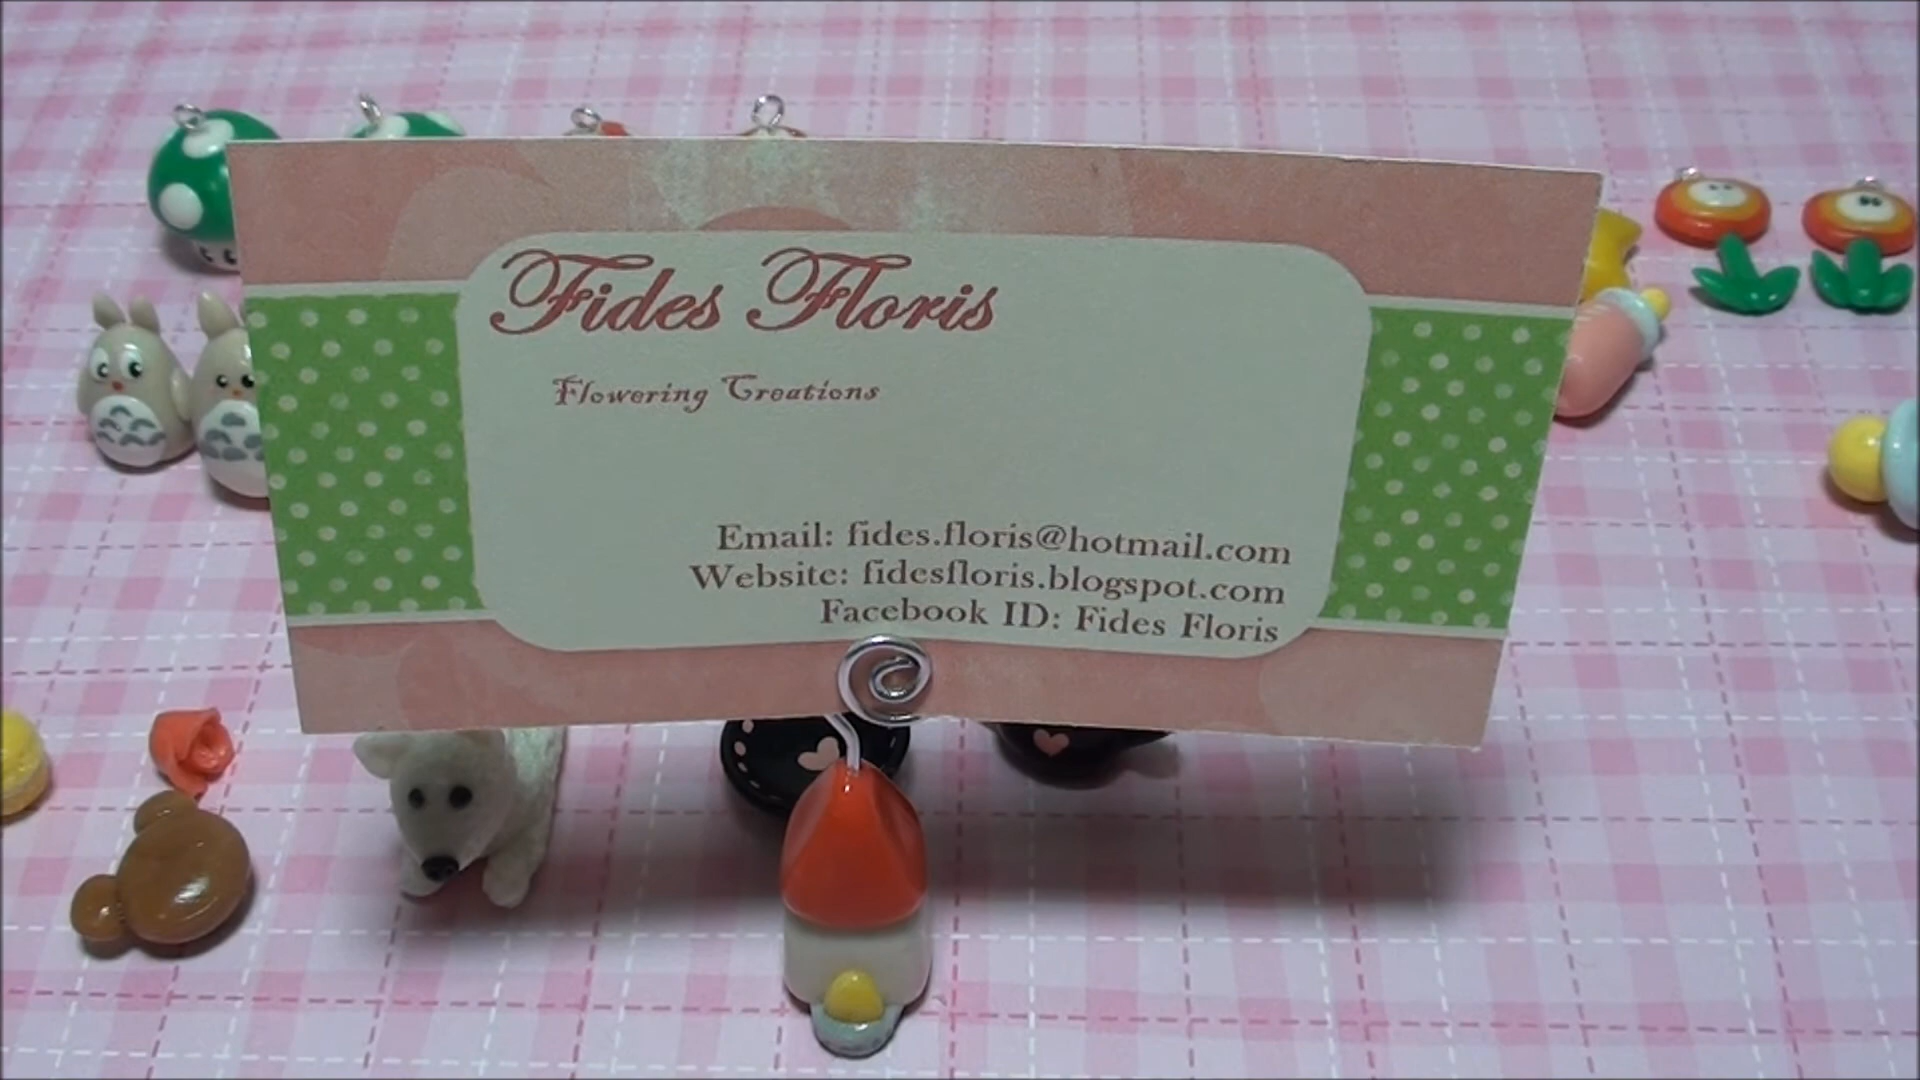 Fides Floris
Flowering Creations
Email: fides.floris@hotmail.com
Website: fidesfloris.blogspot.com
Facebook ID: Fides Floris